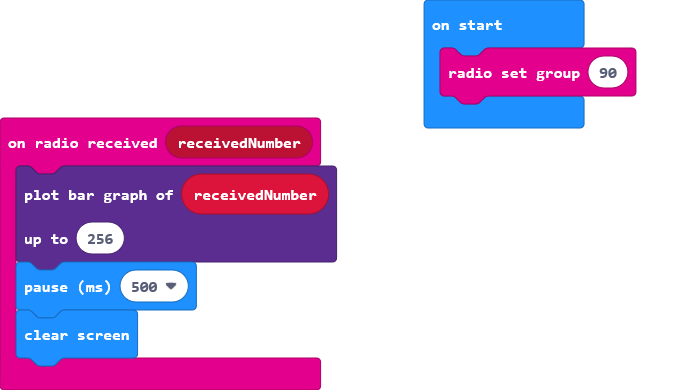 on start
radio set group 90
on radio received receivedNumber
plot bar graph of receivedNumber
up to 256
pause (ms) 500
clear screen